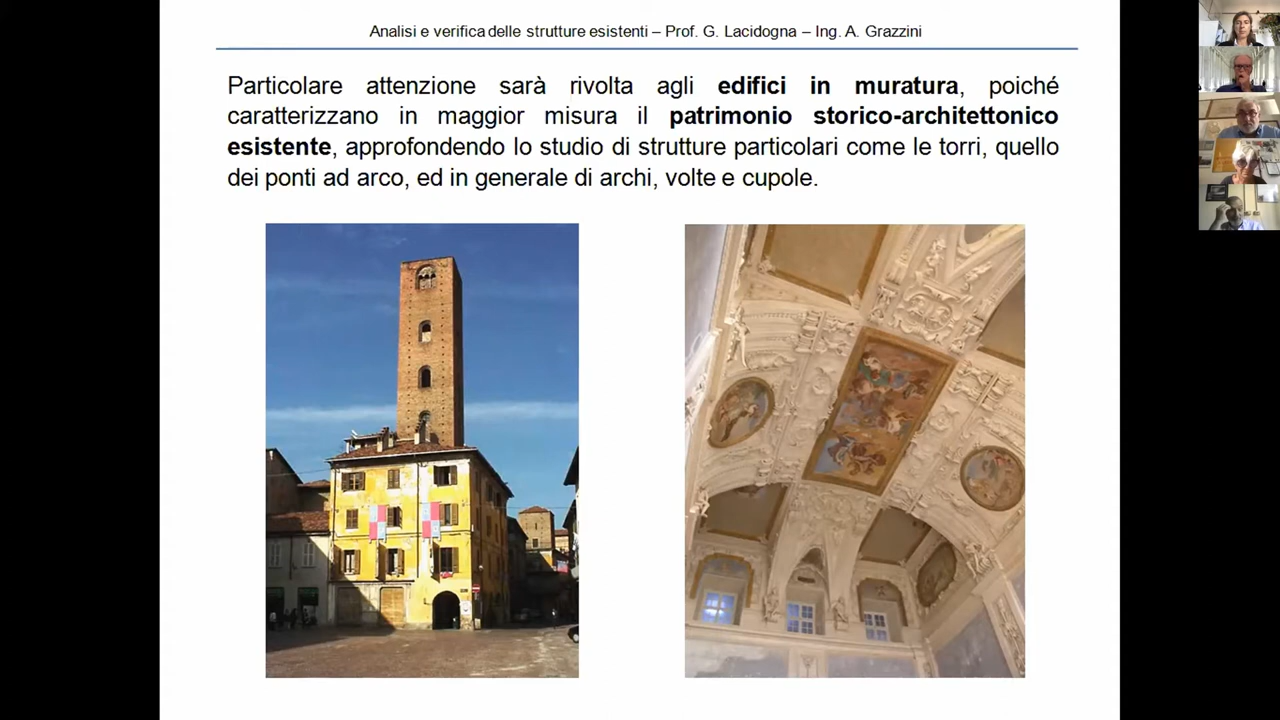 Analisi e verifica delle strutture esistenti – Prof. G. Lacidogna – Ing. A. Grazzini
Particolare attenzione sarà rivolta agli edifici in muratura, poiché
caratterizzano in maggior misura il patrimonio storico-architettonico
esistente, approfondendo lo studio di strutture particolari come le torri, quello
dei ponti ad arco, ed in generale di archi, volte e cupole.